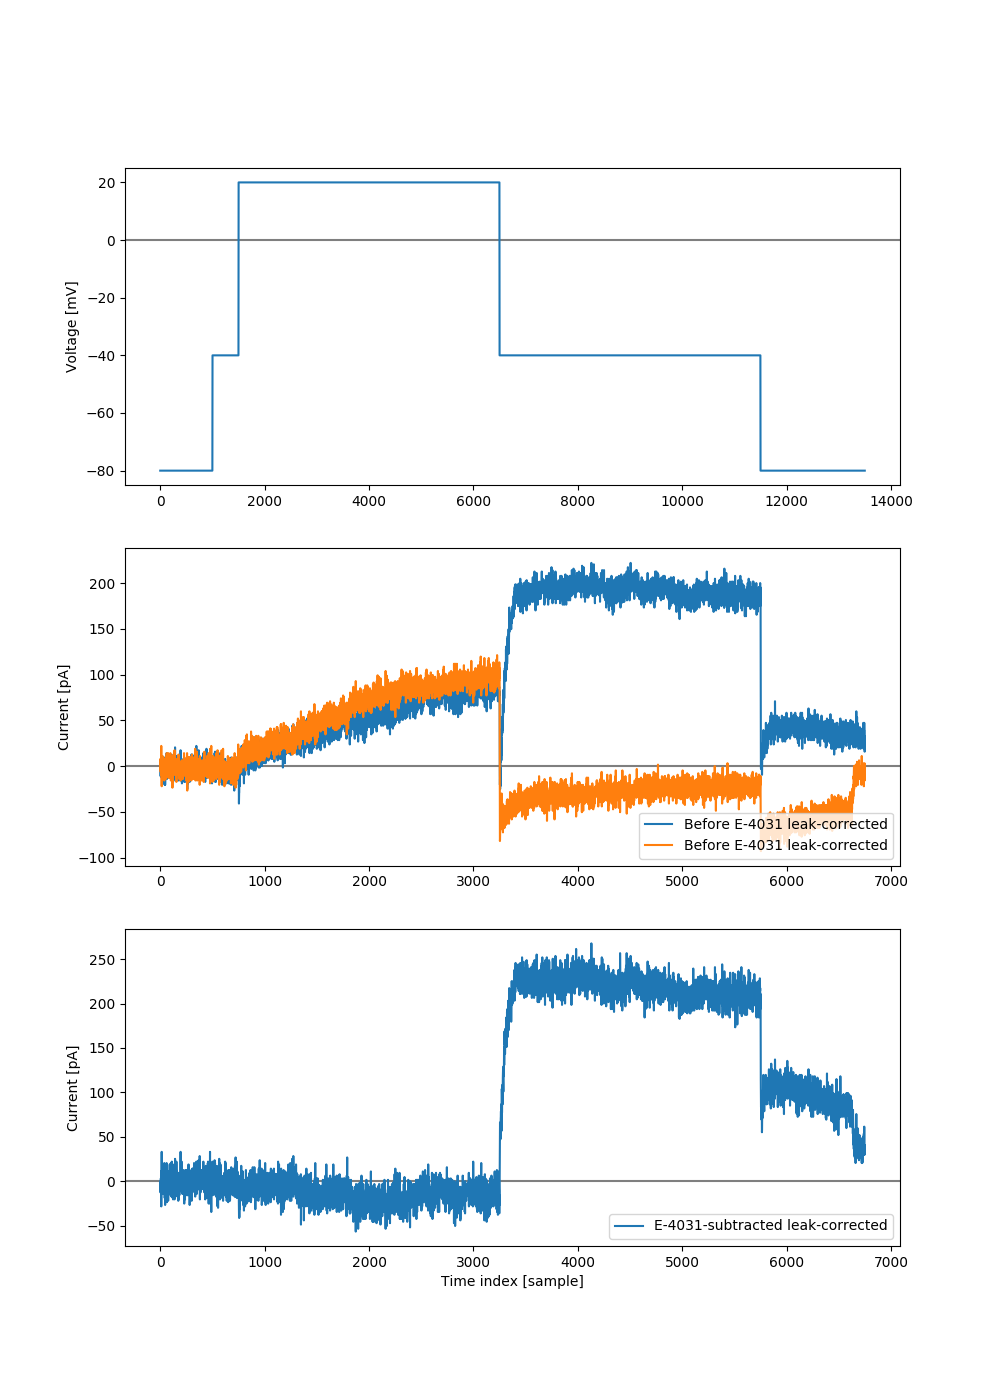 20
0
−20
−40
−60
−80
Voltage [mV]
0 2000 4000 6000 8000 10000 12000 14000
200
150
100
50
0
−50
−100
Current [pA]
Before E-4031 leak-corrected
Before E-4031 leak-corrected
0 1000 2000 3000 4000 5000 6000 7000
250
200
150
100
50
0
−50
Current [pA]
E-4031-subtracted leak-corrected
0 1000 2000 3000 4000 5000 6000 7000
Time index [sample]